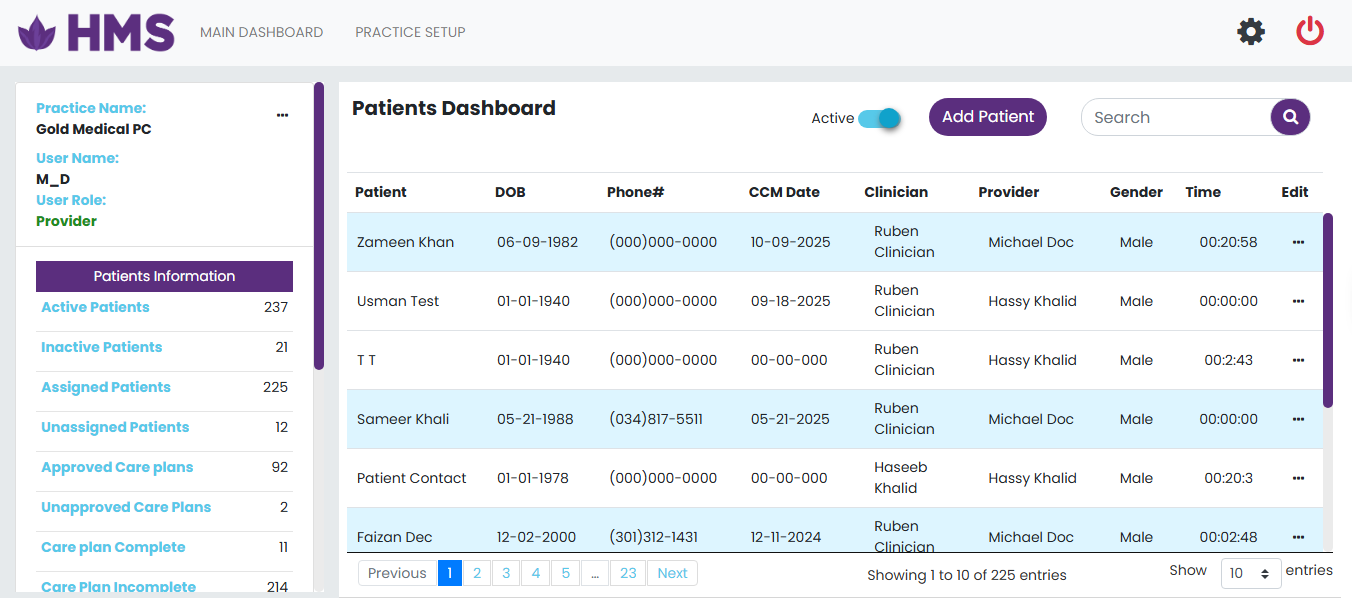 HMS
MAIN DASHBOARD
PRACTICE SETUP
Practice Name:
Gold Medical PC
User Name:
M_D
User Role:
Provider
Patients Information
Active Patients 237
Inactive Patients 21
Assigned Patients 225
Unassigned Patients 12
Approved Care plans 92
Unapproved Care Plans 2
Care plan Complete 11
Care Plan Incomplete 214
Patients Dashboard
Active
Add Patient
Search
Patient DOB Phone# CCM Date Clinician Provider Gender Time Edit
Zameen Khan 06-09-1982 (000)000-0000 10-09-2025 Ruben Clinician Michael Doc Male 00:20:58
Usman Test 01-01-1940 (000)000-0000 09-18-2025 Ruben Clinician Hassy Khalid Male 00:00:00
T T 01-01-1940 (000)000-0000 00-00-000 Ruben Clinician Hassy Khalid Male 00:2:43
Sameer Khali 05-21-1988 (034)817-5511 05-21-2025 Ruben Clinician Michael Doc Male 00:00:00
Patient Contact 01-01-1978 (000)000-0000 00-00-000 Haseeb Khalid Hassy Khalid Male 00:20:3
Faizan Dec 12-02-2000 (301)312-1431 12-11-2024 Ruben Clinician Michael Doc Male 00:02:48
Previous 1 2 3 4 5 ... 23 Next
Showing 1 to 10 of 225 entries
Show 10 entries